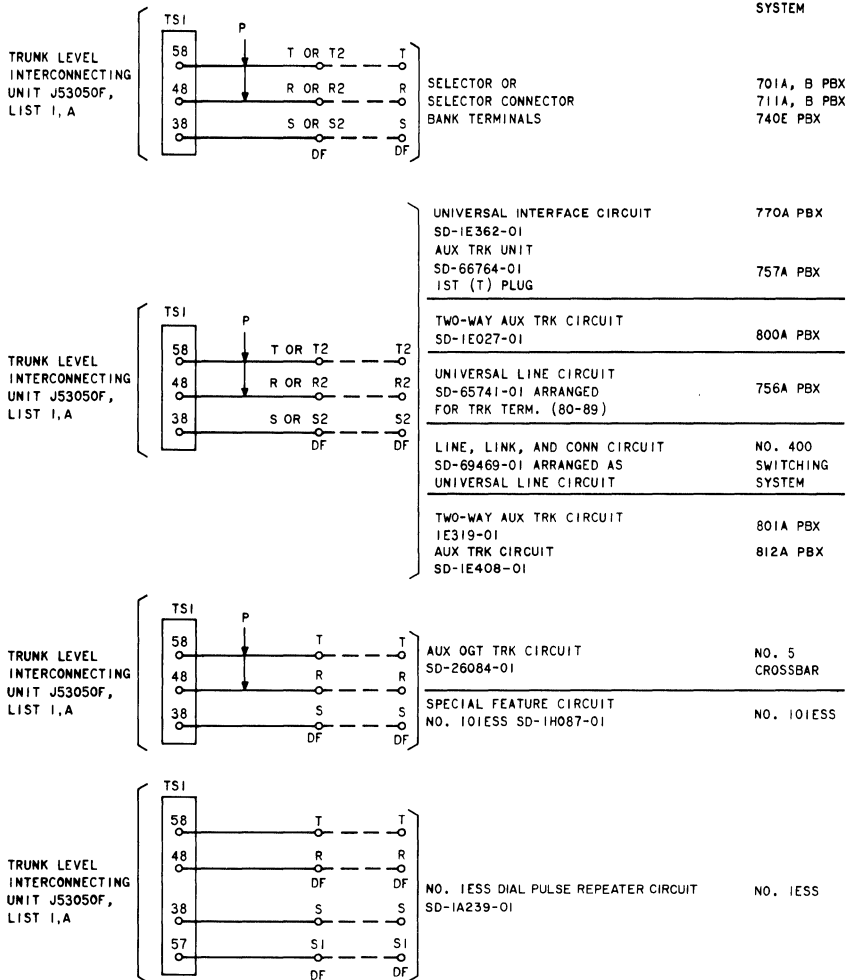 SYSTEM
TS1
P
TRUNK LEVEL
INTERCONNECTING
UNIT J53050F,
LIST 1, A
58 T OR T2 T
48 R OR R2 R
38 S OR S2 S
DF DF
SELECTOR OR 701A, B PBX
SELECTOR CONNECTOR 711A, B PBX
BANK TERMINALS 740E PBX
UNIVERSAL INTERFACE CIRCUIT 770A PBX
SD-1E362-01
AUX TRK UNIT
SD-66764-01 757A PBX
1ST (T) PLUG
TWO-WAY AUX TRK CIRCUIT
SD-1E027-01 800A PBX
UNIVERSAL LINE CIRCUIT
SD-65741-01 ARRANGED 756A PBX
FOR TRK TERM. (80-89)
LINE, LINK, AND CONN CIRCUIT NO. 400
SD-69469-01 ARRANGED AS SWITCHING
UNIVERSAL LINE CIRCUIT SYSTEM
TWO-WAY AUX TRK CIRCUIT 801A PBX
1E319-01
AUX TRK CIRCUIT 812A PBX
SD-1E408-01
TS1
P
TRUNK LEVEL
INTERCONNECTING
UNIT J53050F,
LIST 1,A
58 T OR T2 T2
48 R OR R2 R2
38 S OR S2 S2
DF DF
TS1
P
TRUNK LEVEL
INTERCONNECTING
UNIT J53050F,
LIST 1,A
58 T T
48 R R
38 S S
DF DF
AUX OGT TRK CIRCUIT NO. 5
SD-26084-01 CROSSBAR
SPECIAL FEATURE CIRCUIT
NO. 101ESS SD-1H087-01 NO. 101ESS
TS1
TRUNK LEVEL
INTERCONNECTING
UNIT J53050F,
LIST 1,A
58 T T
48 R R
DF DF
38 S S
57 S1 S1
DF DF
NO. 1ESS DIAL PULSE REPEATER CIRCUIT NO. 1ESS
SD-1A239-01